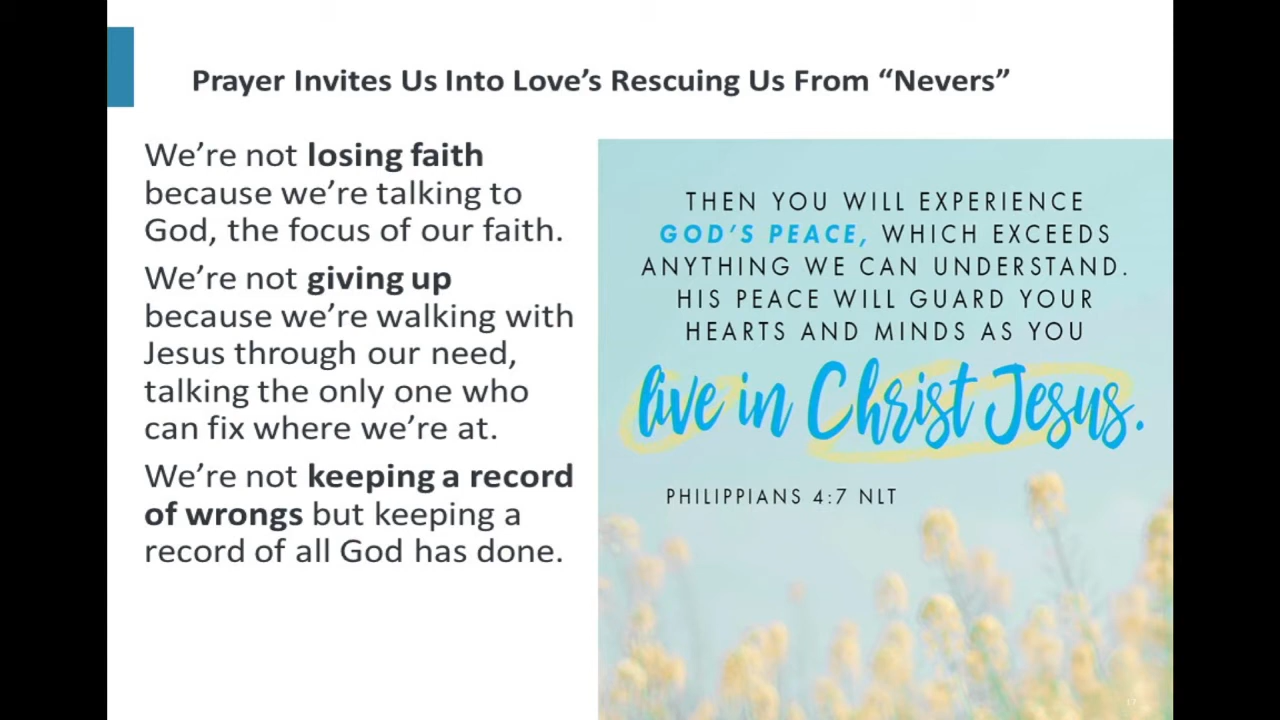 Prayer Invites Us Into Love’s Rescuing Us From “Nevers”
We’re not losing faith
because we’re talking to
God, the focus of our faith.
We’re not giving up
because we’re walking with
Jesus through our need,
talking the only one who
can fix where we’re at.
We’re not keeping a record
of wrongs but keeping a
record of all God has done.
THEN YOU WILL EXPERIENCE
GOD’S PEACE, WHICH EXCEEDS
ANYTHING WE CAN UNDERSTAND.
HIS PEACE WILL GUARD YOUR
HEARTS AND MINDS AS YOU
live in Christ Jesus.
PHILIPPIANS 4:7 NLT
17